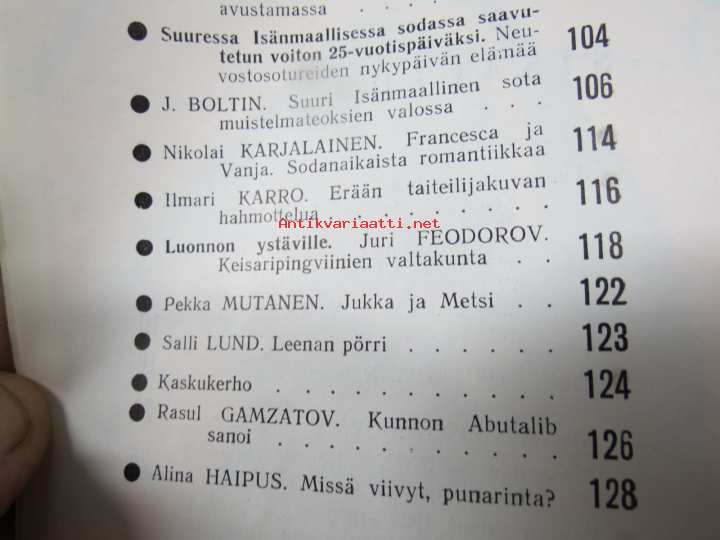 avustamassa . . . .
● Suuressa Isänmaallisessa sodassa saavu-
tetun voiton 25-vuotispäiväksi. Neu-
vostosotureiden nykypäivän elämää 104
● J. BOLTIN. Suuri Isänmaallinen sota
muistelmateoksien valossa . . . 106
● Nikolai KARJALAINEN. Francesca ja
Vanja. Sodanaikaista romantiikkaa 114
● Ilmari KARRO. Erään taiteilijakuvan
hahmottelua . . . . . . . 116
Antikvariaatti.net
● Luonnon ystäville. Juri FEODOROV.
Keisaripingviinien valtakunta . . 118
● Pekka MUTANEN. Jukka ja Metsi . . 122
● Salli LUND. Leenan pörri . . . . . . 123
● Kaskukerho . . . . . . . . . . . 124
● Rasul GAMZATOV. Kunnon Abutalib
sanoi . . . . . . . . . . . 126
● Alina HAIPUS. Missä viivyt, punarinta? 128